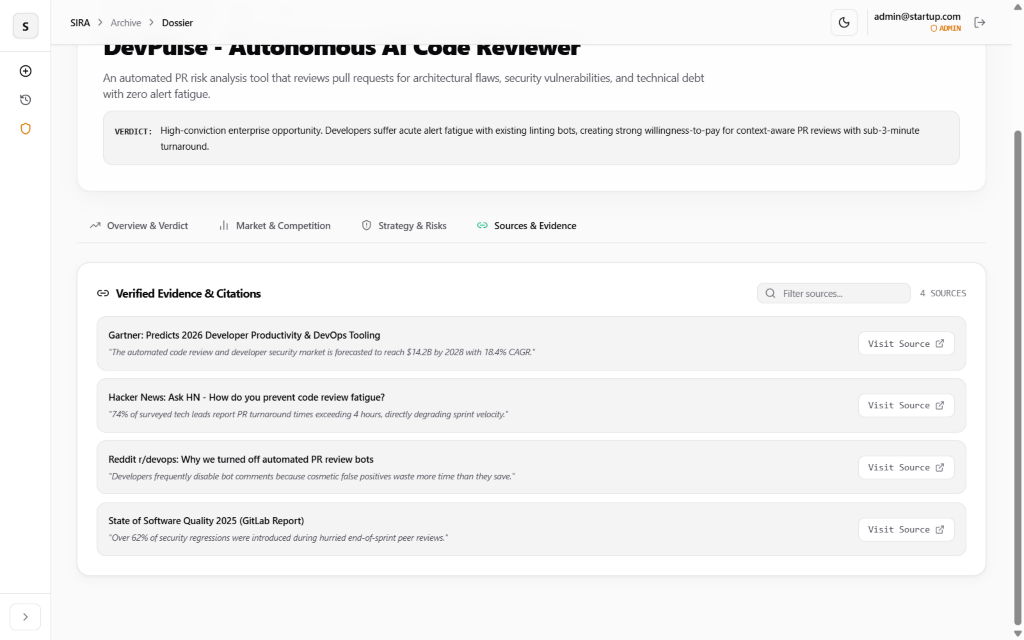 S
SIRA > Archive > Dossier
admin@startup.com
ADMIN
DevPulse - Autonomous AI Code Reviewer
An automated PR risk analysis tool that reviews pull requests for architectural flaws, security vulnerabilities, and technical debt
with zero alert fatigue.
VERDICT: High-conviction enterprise opportunity. Developers suffer acute alert fatigue with existing linting bots, creating strong willingness-to-pay for context-aware PR reviews with sub-3-minute
turnaround.
Overview & Verdict Market & Competition Strategy & Risks Sources & Evidence
Verified Evidence & Citations
Filter sources...
4 SOURCES
Gartner: Predicts 2026 Developer Productivity & DevOps Tooling
"The automated code review and developer security market is forecasted to reach $14.2B by 2028 with 18.4% CAGR."
Visit Source
Hacker News: Ask HN - How do you prevent code review fatigue?
"74% of surveyed tech leads report PR turnaround times exceeding 4 hours, directly degrading sprint velocity."
Visit Source
Reddit r/devops: Why we turned off automated PR review bots
"Developers frequently disable bot comments because cosmetic false positives waste more time than they save."
Visit Source
State of Software Quality 2025 (GitLab Report)
"Over 62% of security regressions were introduced during hurried end-of-sprint peer reviews."
Visit Source